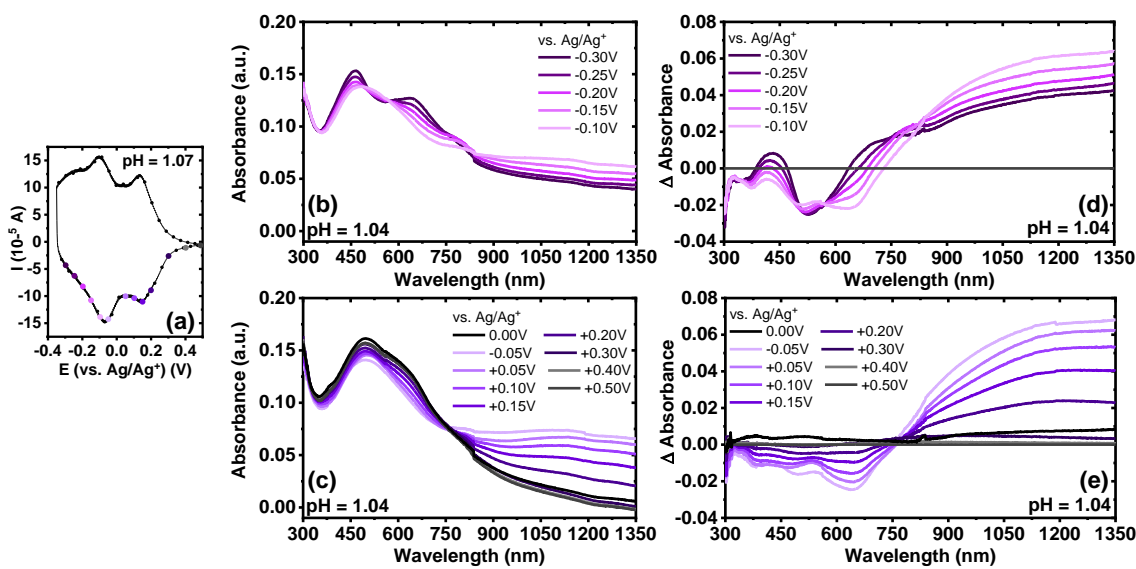 15
10
5
0
-5
-10
-15
I (10-5 A)
pH = 1.07
(a)
-0.4 -0.2 0.0 0.2 0.4
E (vs. Ag/Ag+) (V)
0.20
0.15
0.10
0.05
0.00
Absorbance (a.u.)
vs. Ag/Ag+
-0.30V
-0.25V
-0.20V
-0.15V
-0.10V
(b)
pH = 1.04
300 450 600 750 900 1050 1200 1350
Wavelength (nm)
0.08
0.06
0.04
0.02
0.00
-0.02
-0.04
Δ Absorbance
vs. Ag/Ag+
-0.30V
-0.25V
-0.20V
-0.15V
-0.10V
(d)
pH = 1.04
300 450 600 750 900 1050 1200 1350
Wavelength (nm)
0.20
0.15
0.10
0.05
0.00
Absorbance (a.u.)
vs. Ag/Ag+
0.00V +0.20V
-0.05V +0.30V
+0.05V +0.40V
+0.10V +0.50V
+0.15V
(c)
pH = 1.04
300 450 600 750 900 1050 1200 1350
Wavelength (nm)
0.08
0.06
0.04
0.02
0.00
-0.02
-0.04
Δ Absorbance
vs. Ag/Ag+
0.00V +0.20V
-0.05V +0.30V
+0.05V +0.40V
+0.10V +0.50V
+0.15V
(e)
pH = 1.04
300 450 600 750 900 1050 1200 1350
Wavelength (nm)